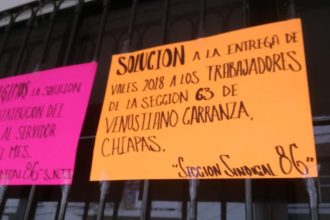 SOLUCION A LA ENTREGA DE
VALES 2018 A LOS TRABAJADORES
DE LA SECCION 63 DE
VENUSTIANO CARRANZA,
CHIAPAS.
"SECCION SINDICAL 86"
LA SOLUCION
DEL
AL SERVIDOR
MES.
86" S.N.T.